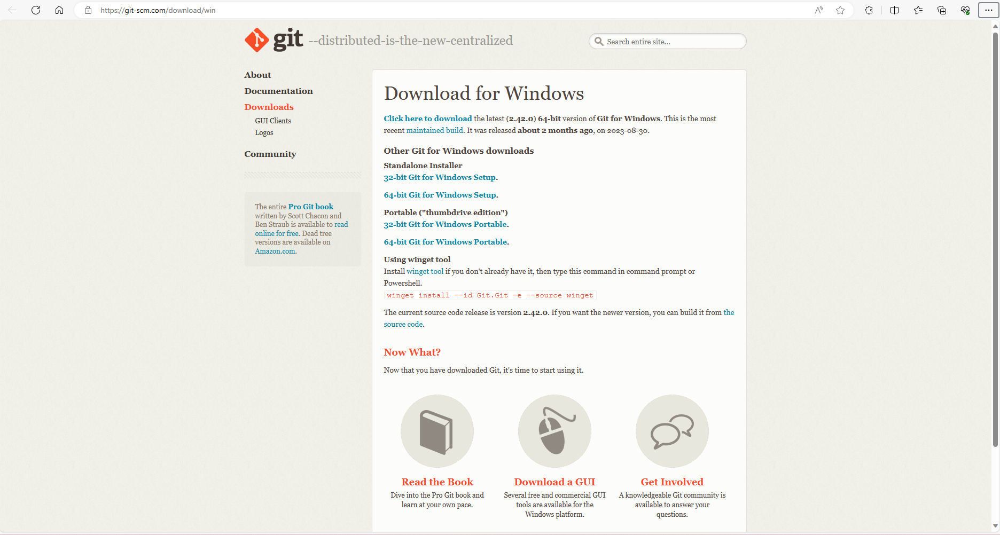 https://git-scm.com/download/win
git --distributed-is-the-new-centralized
Search entire site...
About
Documentation
Downloads
GUI Clients
Logos
Community
The entire Pro Git book
written by Scott Chacon and
Ben Straub is available to read
online for free. Dead tree
versions are available on
Amazon.com.
Download for Windows
Click here to download the latest (2.42.0) 64-bit version of Git for Windows. This is the most
recent maintained build. It was released about 2 months ago, on 2023-08-30.
Other Git for Windows downloads
Standalone Installer
32-bit Git for Windows Setup.
64-bit Git for Windows Setup.
Portable ("thumbdrive edition")
32-bit Git for Windows Portable.
64-bit Git for Windows Portable.
Using winget tool
Install winget tool if you don't already have it, then type this command in command prompt or
Powershell.
winget install --id Git.Git -e --source winget
The current source code release is version 2.42.0. If you want the newer version, you can build it from the
source code.
Now What?
Now that you have downloaded Git, it's time to start using it.
Read the Book
Dive into the Pro Git book and
learn at your own pace.
Download a GUI
Several free and commercial GUI
tools are available for the
Windows platform.
Get Involved
A knowledgeable Git community is
available to answer your
questions.